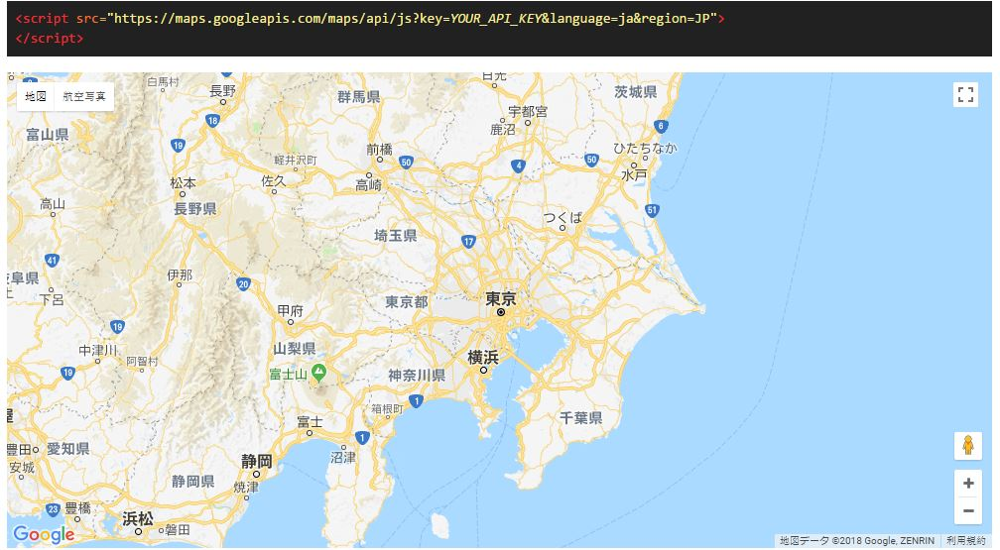 <script src="https://maps.googleapis.com/maps/api/js?key=YOUR_API_KEY&language=ja&region=JP">
</script>
地図 航空写真
白馬村
長野
日光
群馬県
茨城県
宇都宮
鹿沼
18
6
富山県
19
前橋
50
4
50
ひたちなか
軽井沢町
水戸
松本
佐久
高崎
高山
長野県
51
つくば
埼玉県
17
41
岐阜県
伊那
20
下呂
東京都
東京
甲府
19
中津川
山梨県
横浜
阿智村
19
富士山
神奈川県
1
箱根町
千葉県
富士
1
豊田
愛知県
沼津
安城
静岡
静岡県
焼津
23
豊橋
浜松
磐田
Google
地図データ ©2018 Google, ZENRIN
利用規約